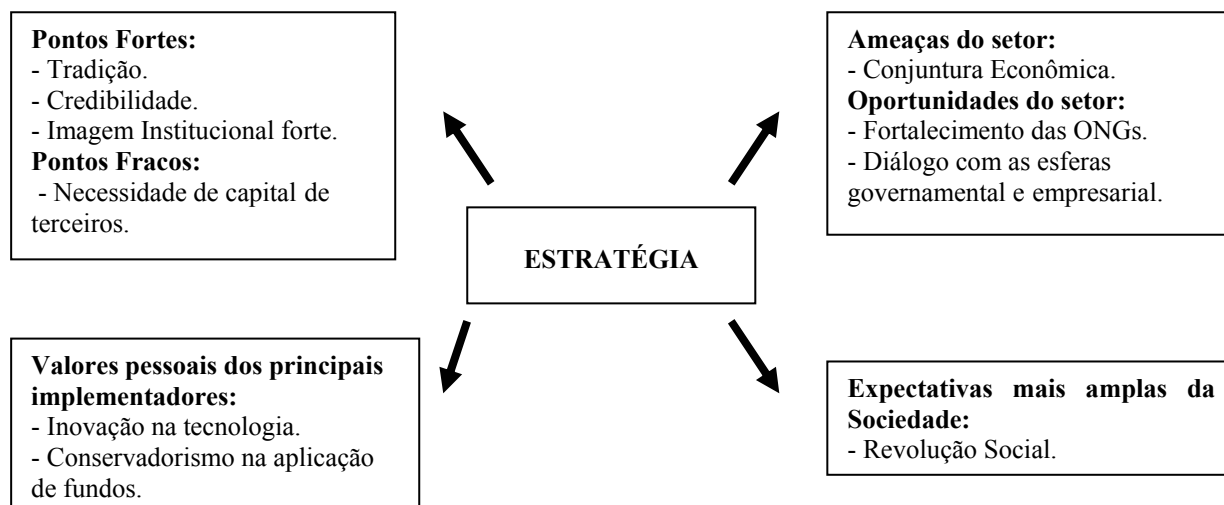 Pontos Fortes:
- Tradição.
- Credibilidade.
- Imagem Institucional forte.
Pontos Fracos:
- Necessidade de capital de
terceiros.
Ameaças do setor:
- Conjuntura Econômica.
Oportunidades do setor:
- Fortalecimento das ONGs.
- Diálogo com as esferas
governamental e empresarial.
ESTRATÉGIA
Valores pessoais dos principais
implementadores:
- Inovação na tecnologia.
- Conservadorismo na aplicação
de fundos.
Expectativas mais amplas da
Sociedade:
- Revolução Social.